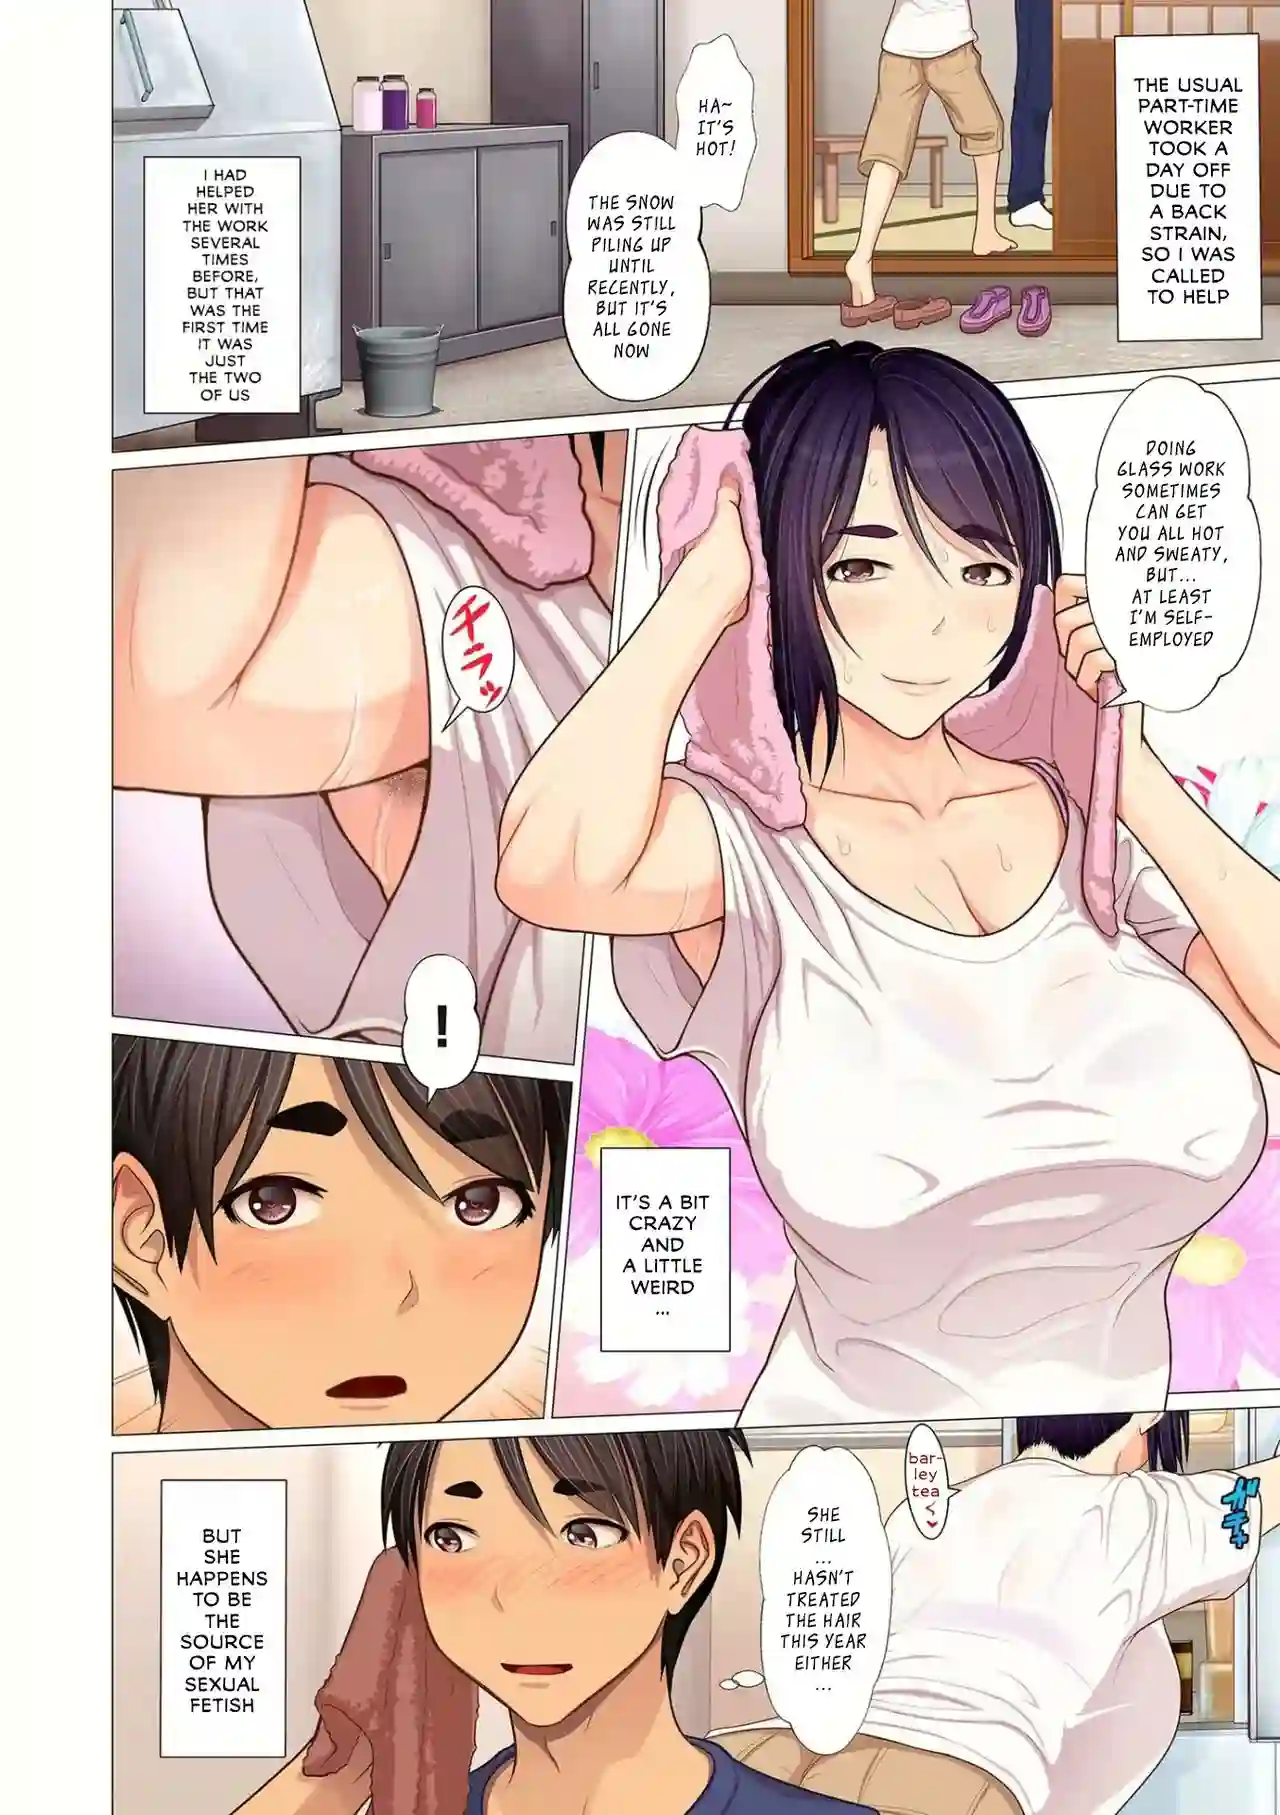 THE USUAL
PART-TIME
WORKER
TOOK A
DAY OFF
DUE TO
A BACK
STRAIN,
SO I WAS
CALLED
TO HELP
HA~
IT'S
HOT!
THE SNOW
WAS STILL
PILING UP
UNTIL
RECENTLY,
BUT IT'S
ALL GONE
NOW
I HAD
HELPED
HER WITH
THE WORK
SEVERAL
TIMES
BEFORE,
BUT THAT
WAS THE
FIRST TIME
IT WAS
JUST
THE TWO
OF US
DOING
GLASS WORK
SOMETIMES
CAN GET
YOU ALL HOT
AND SWEATY,
BUT...
AT LEAST
I'M SELF-
EMPLOYED
チラッ
!
IT'S A BIT
CRAZY
AND
A LITTLE
WEIRD
...
bar-
ley
tea
~
♥
ガチャ
SHE
STILL
...
HASN'T
TREATED
THE HAIR
THIS YEAR
EITHER
...
BUT
SHE
HAPPENS
TO BE
THE
SOURCE
OF MY
SEXUAL
FETISH